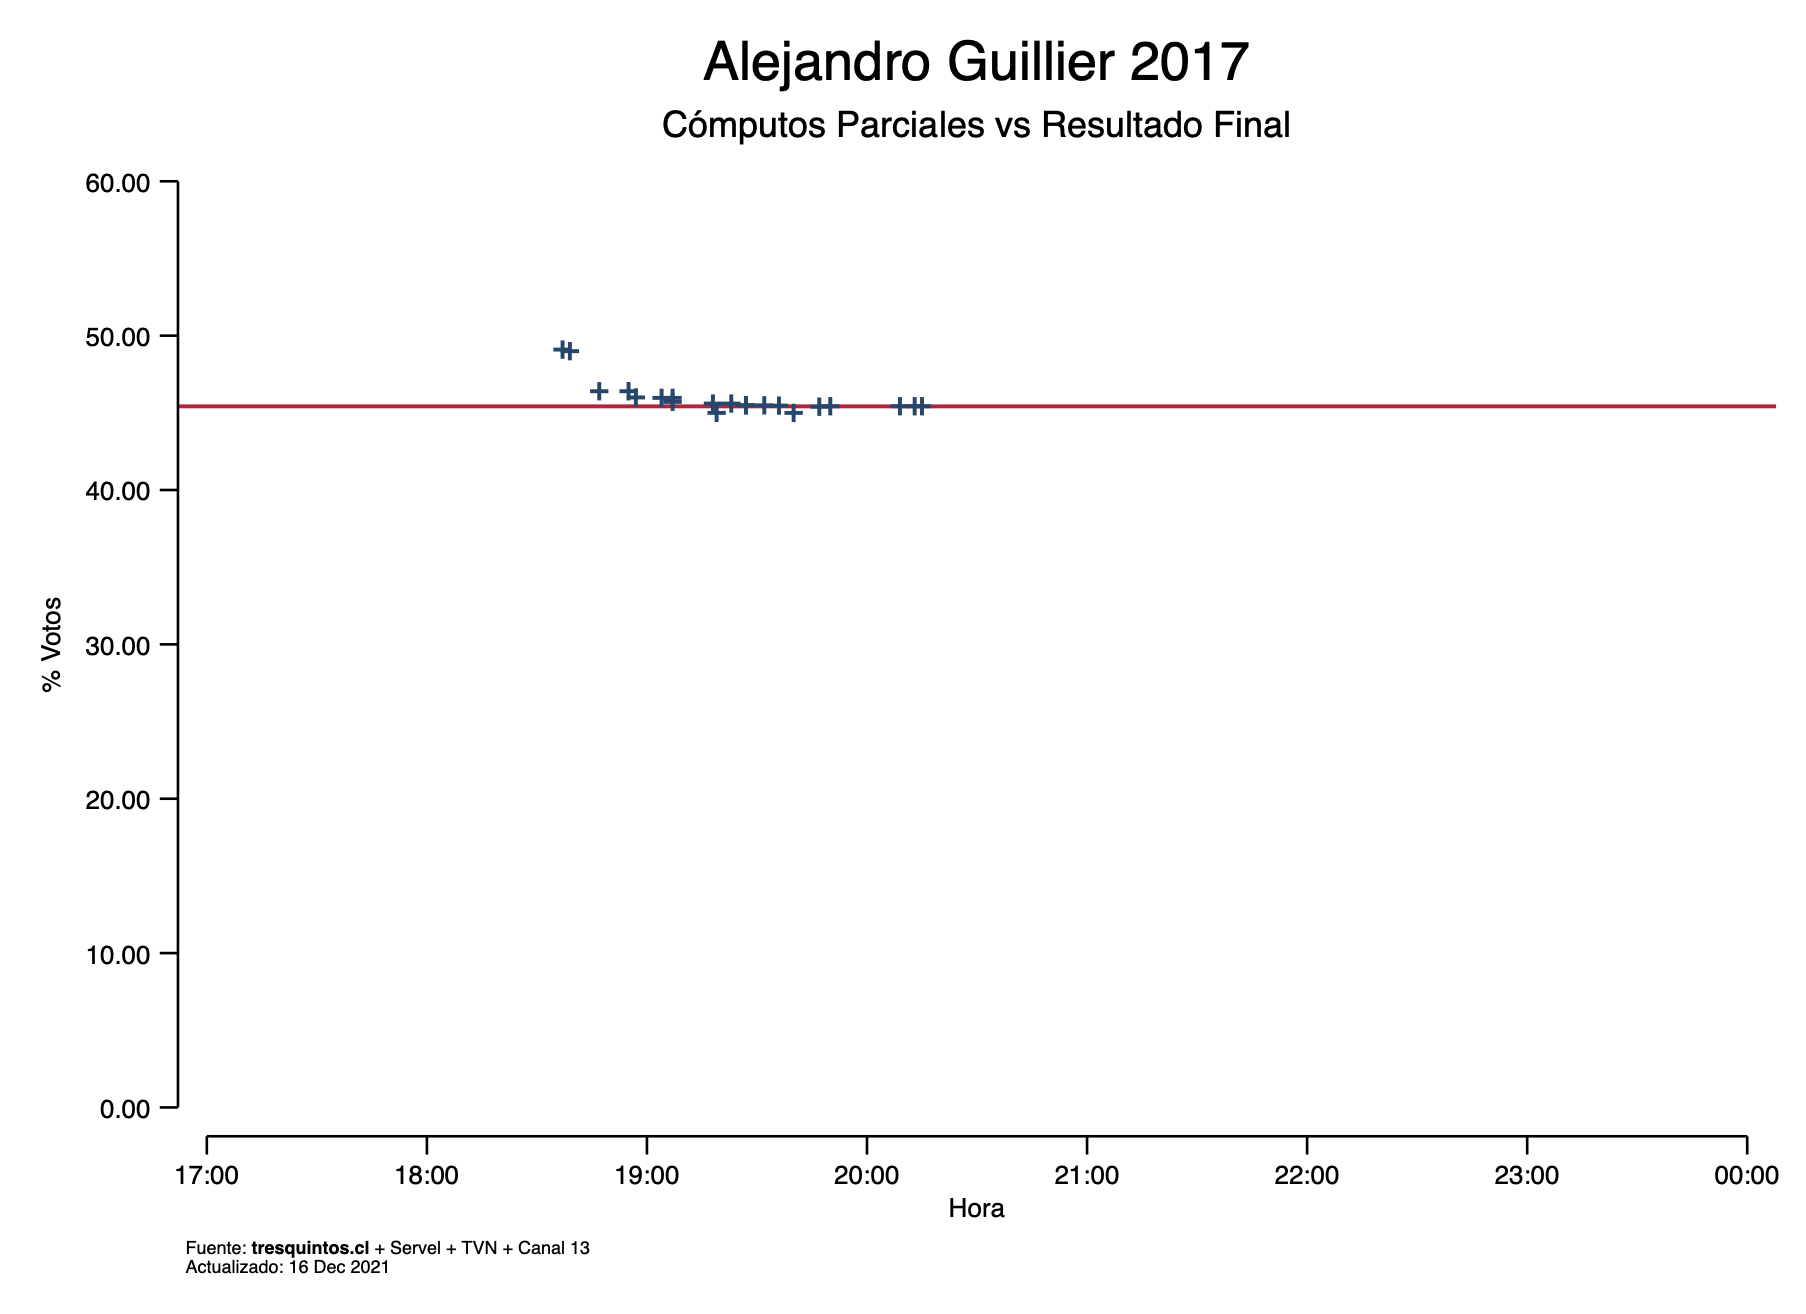 Alejandro Guillier 2017
Cómputos Parciales vs Resultado Final
60.00
50.00
40.00
30.00
20.00
10.00
0.00
% Votos
17:00
18:00
19:00
20:00
21:00
22:00
23:00
00:00
Hora
Fuente: tresquintos.cl + Servel + TVN + Canal 13
Actualizado: 16 Dec 2021